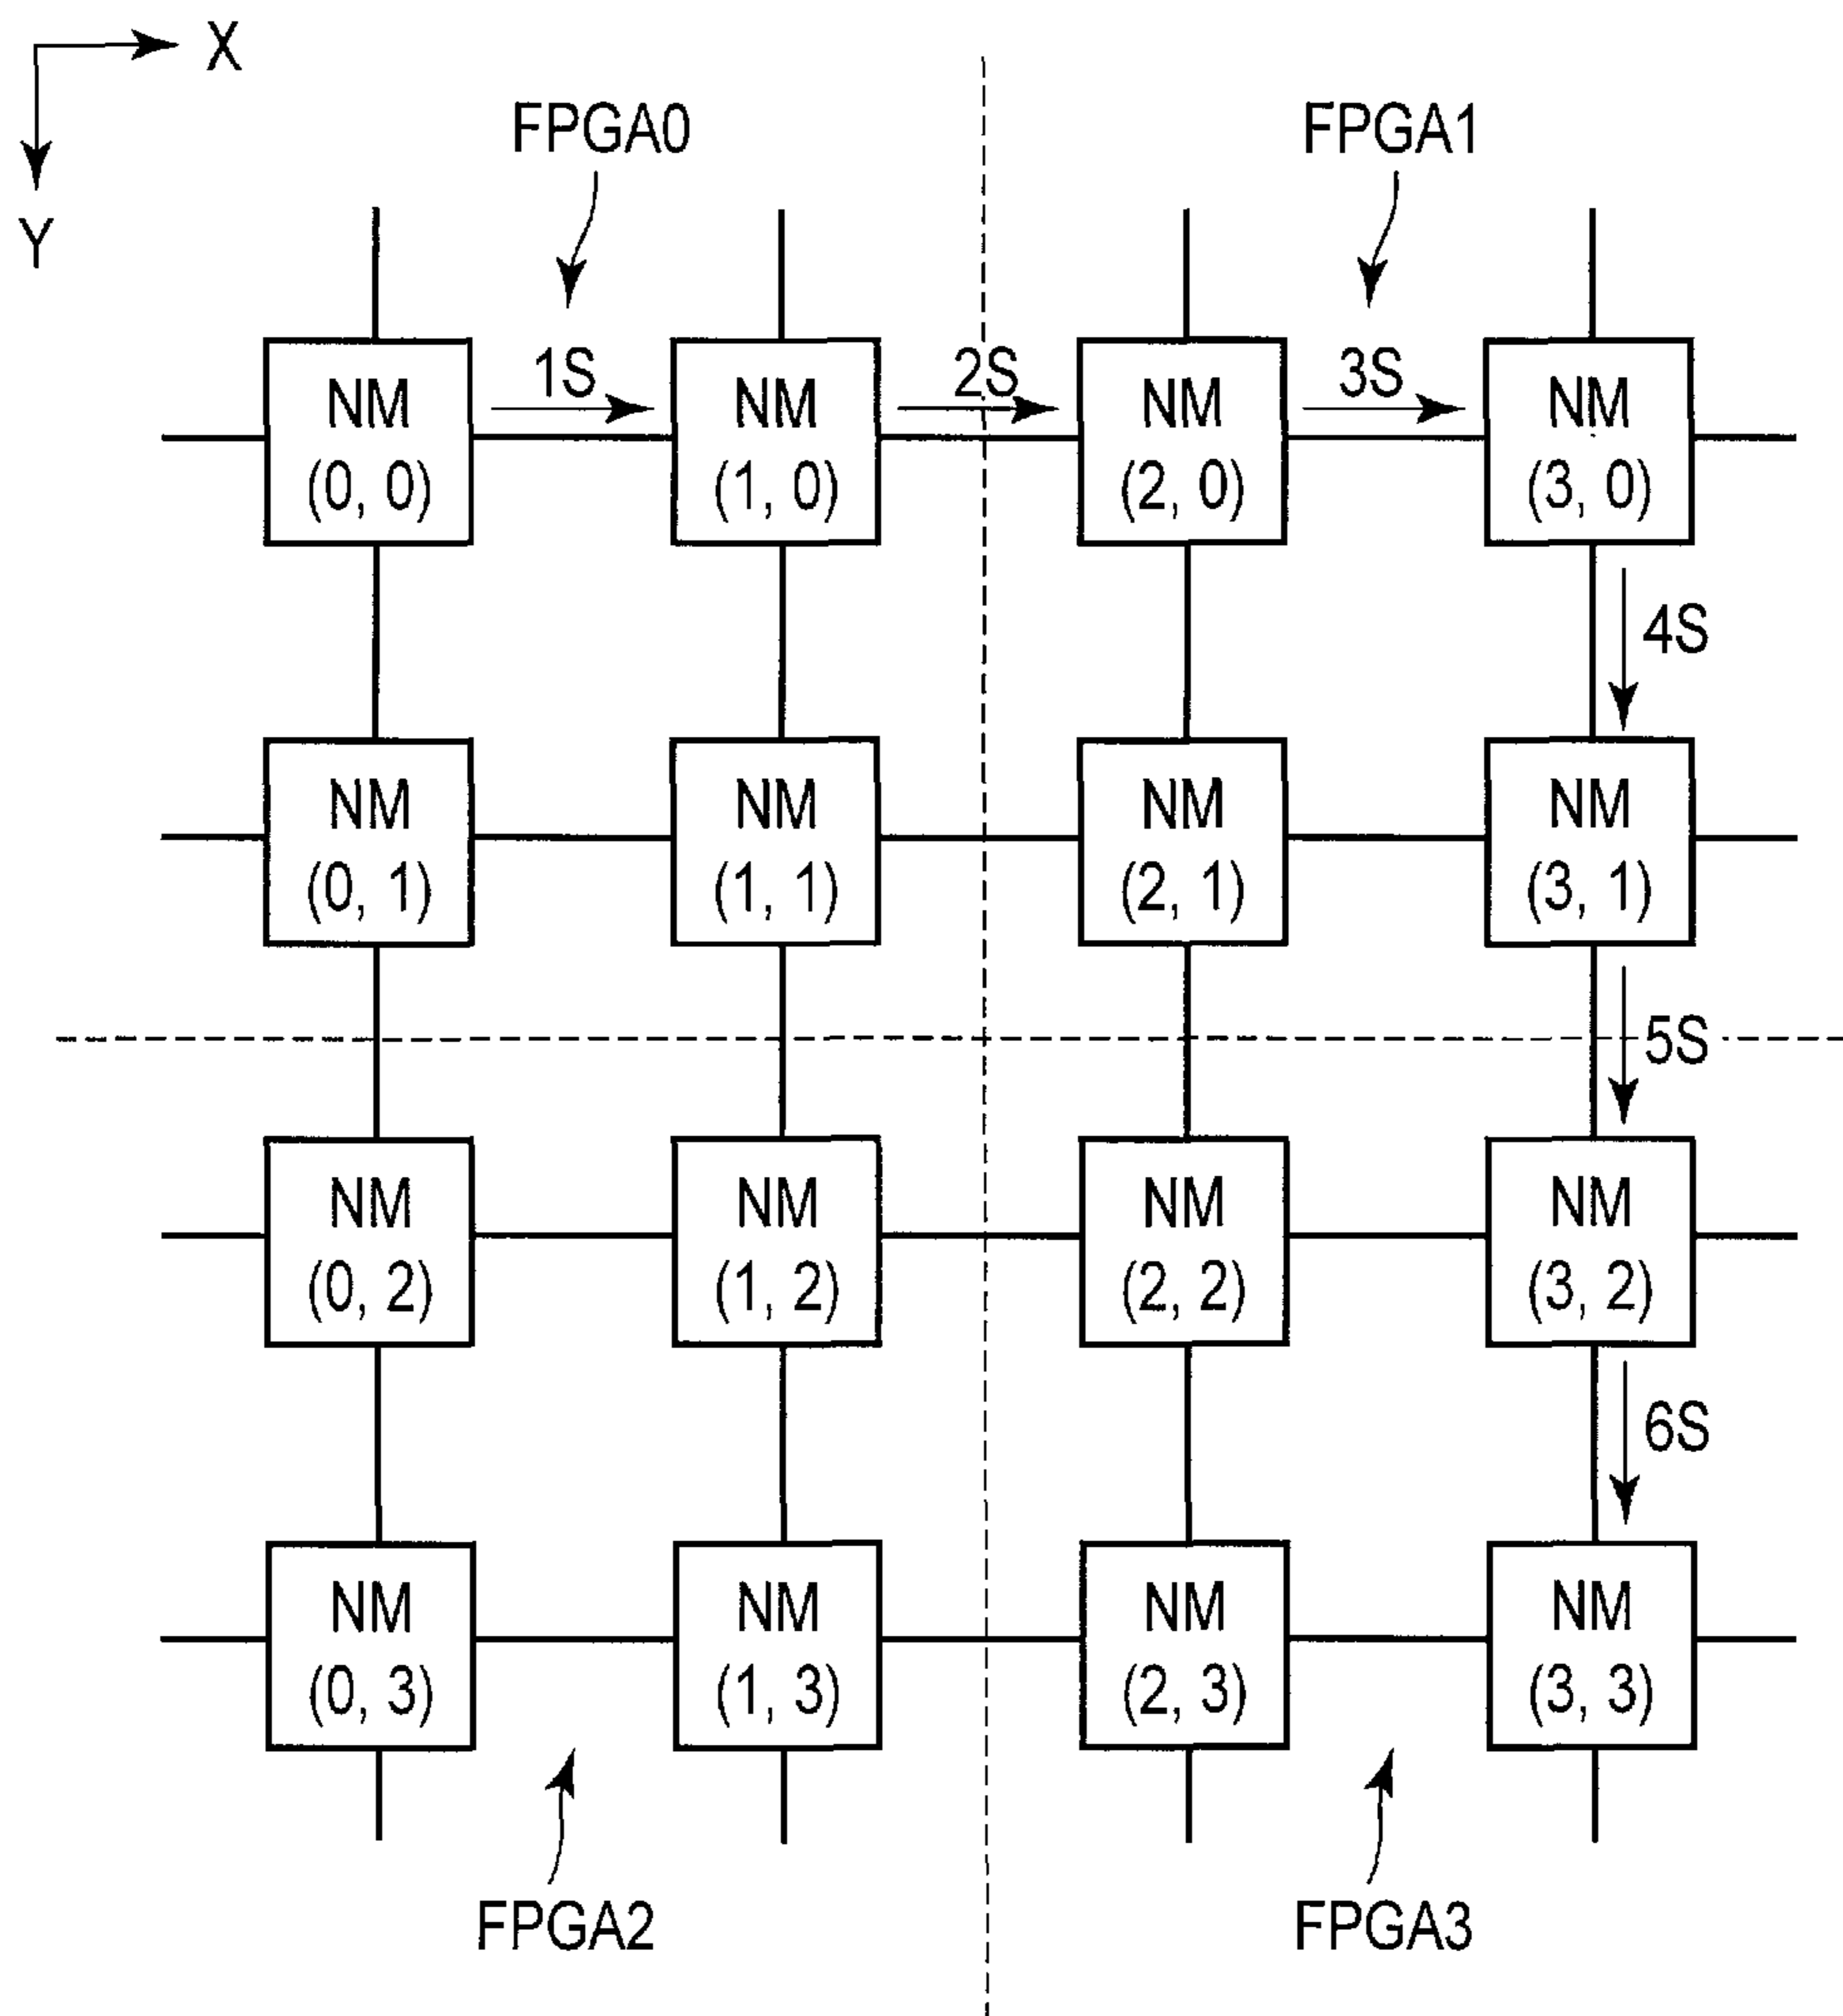 X
Y
FPGA0
FPGA1
1S
2S
3S
NM
(0, 0)
NM
(1, 0)
NM
(2, 0)
NM
(3, 0)
4S
NM
(0, 1)
NM
(1, 1)
NM
(2, 1)
NM
(3, 1)
5S
NM
(0, 2)
NM
(1, 2)
NM
(2, 2)
NM
(3, 2)
6S
NM
(0, 3)
NM
(1, 3)
NM
(2, 3)
NM
(3, 3)
FPGA2
FPGA3